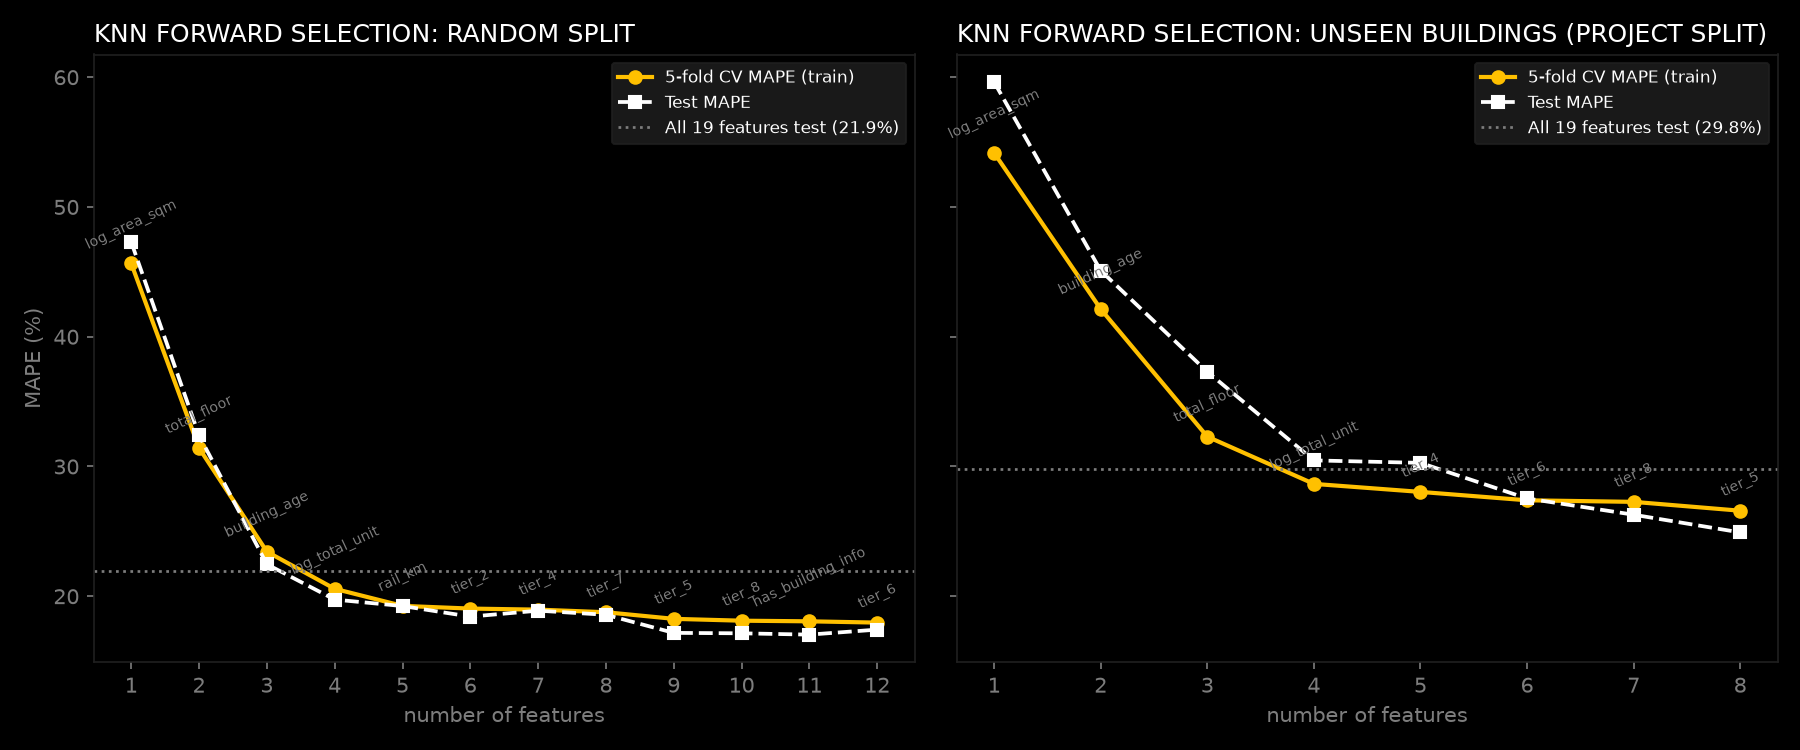 KNN FORWARD SELECTION: RANDOM SPLIT
5-fold CV MAPE (train)
Test MAPE
All 19 features test (21.9%)
MAPE (%)
60
50
40
30
20
log_area_sqm
total_floor
building_age
log_total_unit
rail_km
tier_2
tier_4
tier_7
tier_5
tier_8
has_building_info
tier_6
1 2 3 4 5 6 7 8 9 10 11 12
number of features
KNN FORWARD SELECTION: UNSEEN BUILDINGS (PROJECT SPLIT)
5-fold CV MAPE (train)
Test MAPE
All 19 features test (29.8%)
log_area_sqm
building_age
total_floor
log_total_unit
tier_4
tier_6
tier_8
tier_5
1 2 3 4 5 6 7 8
number of features